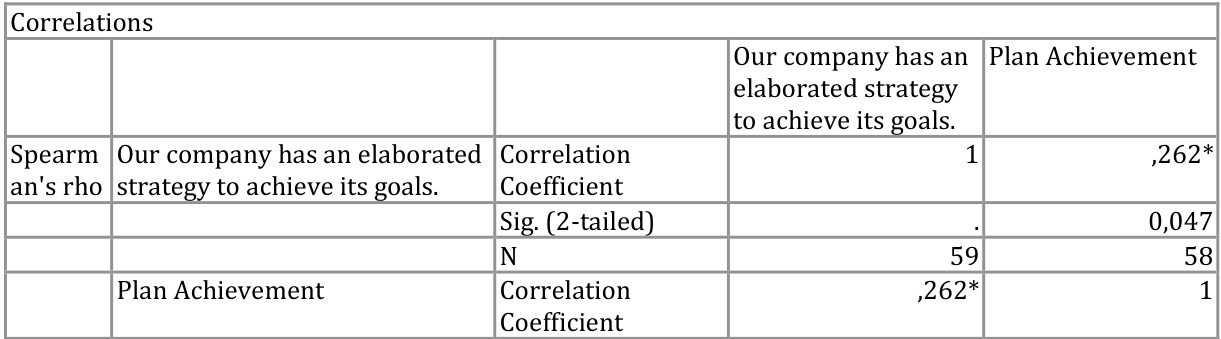 Correlations
Our company has an Plan Achievement
elaborated strategy
to achieve its goals.
Spearm Our company has an elaborated Correlation 1 ,262*
an's rho strategy to achieve its goals. Coefficient
Sig. (2-tailed) . 0,047
N 59 58
Plan Achievement Correlation ,262* 1
Coefficient